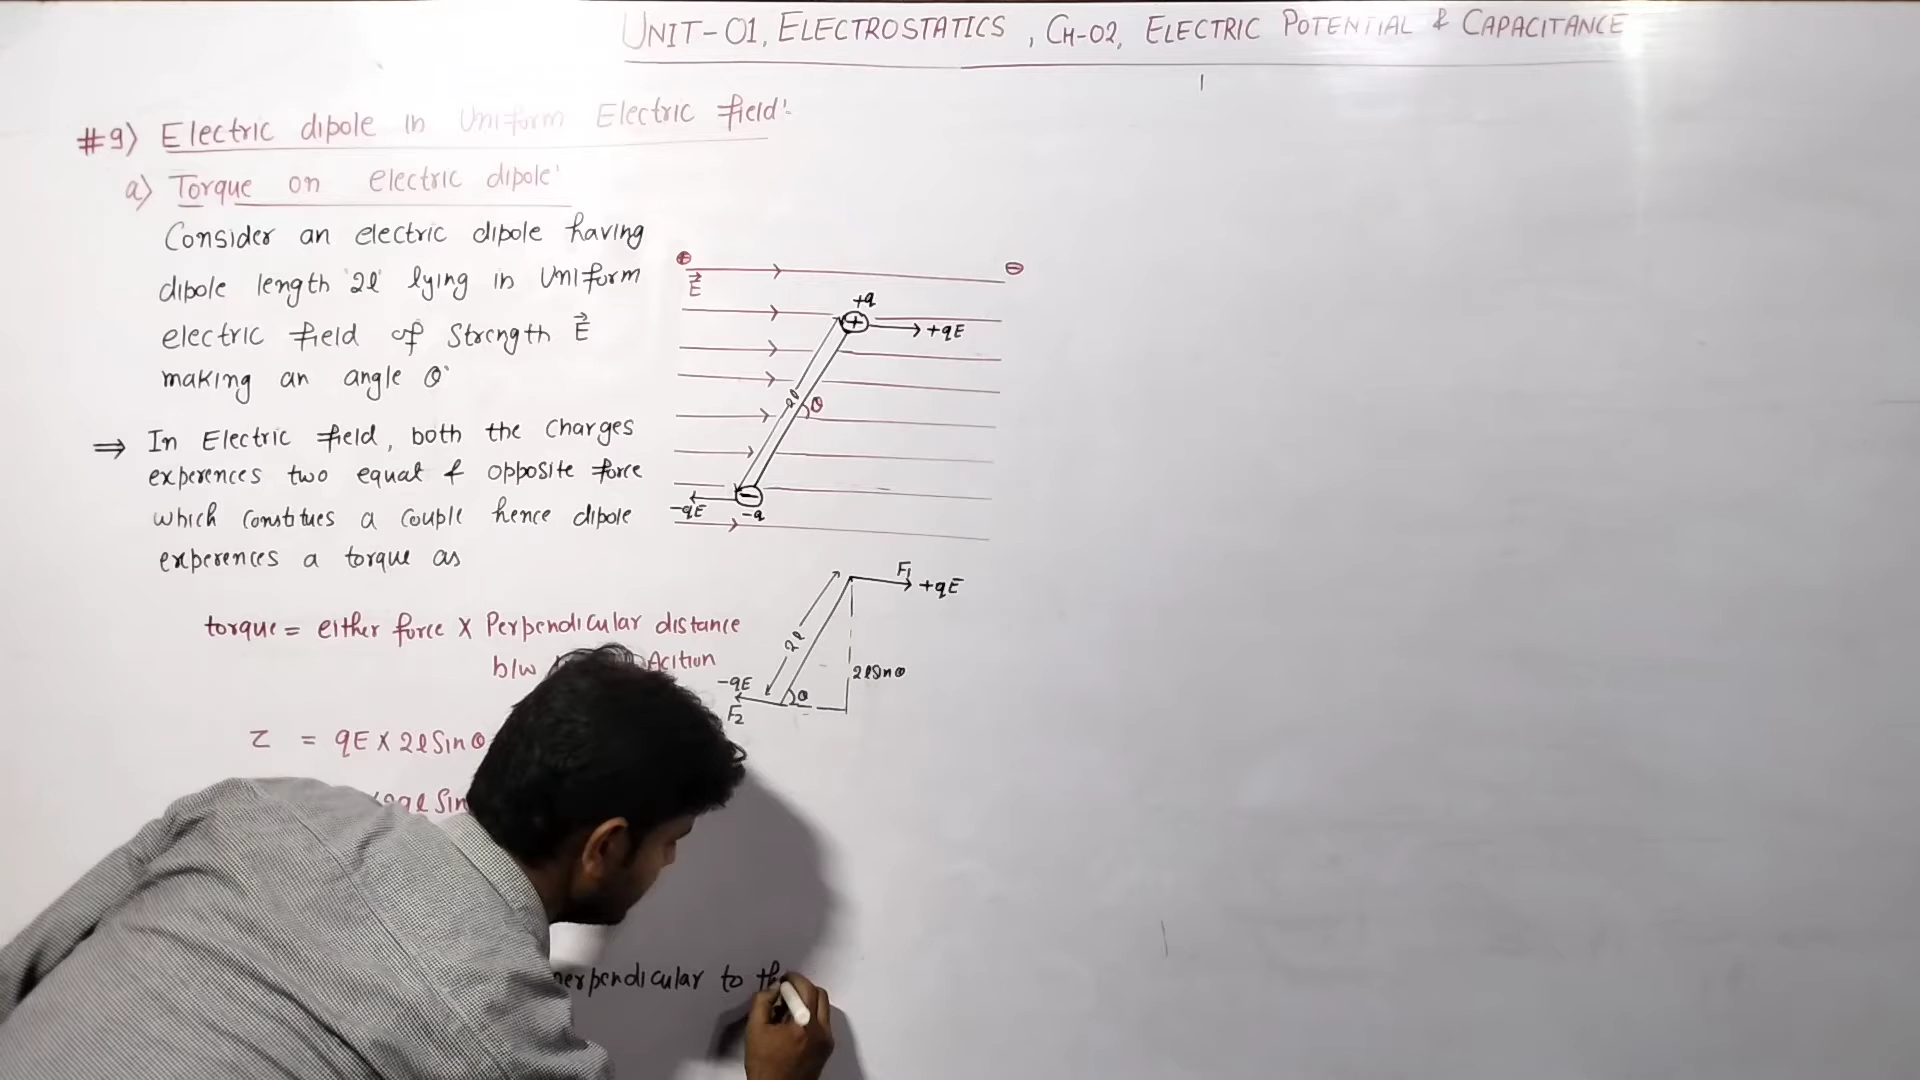 UNIT-01, ELECTROSTATICS , CH-02, ELECTRIC POTENTIAL & CAPACITANCE
#9) Electric dipole in Uniform Electric field:-
a) Torque on electric dipole:
Consider an electric dipole having
dipole length '2l' lying in Uniform
electric field of Strength E⃗
making an angle θ.
⇒ In Electric field, both the Charges
experences two equal & opposite force
which constitues a couple hence dipole
experences a torque as
torque = either force × Perpendicular distance
b/w Acition
τ = qE × 2l Sinθ
l Sin
perpendicular to th
⊕ ⊖
E⃗
+q
+qE
2l
θ
-qE
-q
F₁
+qE
2l
2lSinθ
-qE
θ
F₂